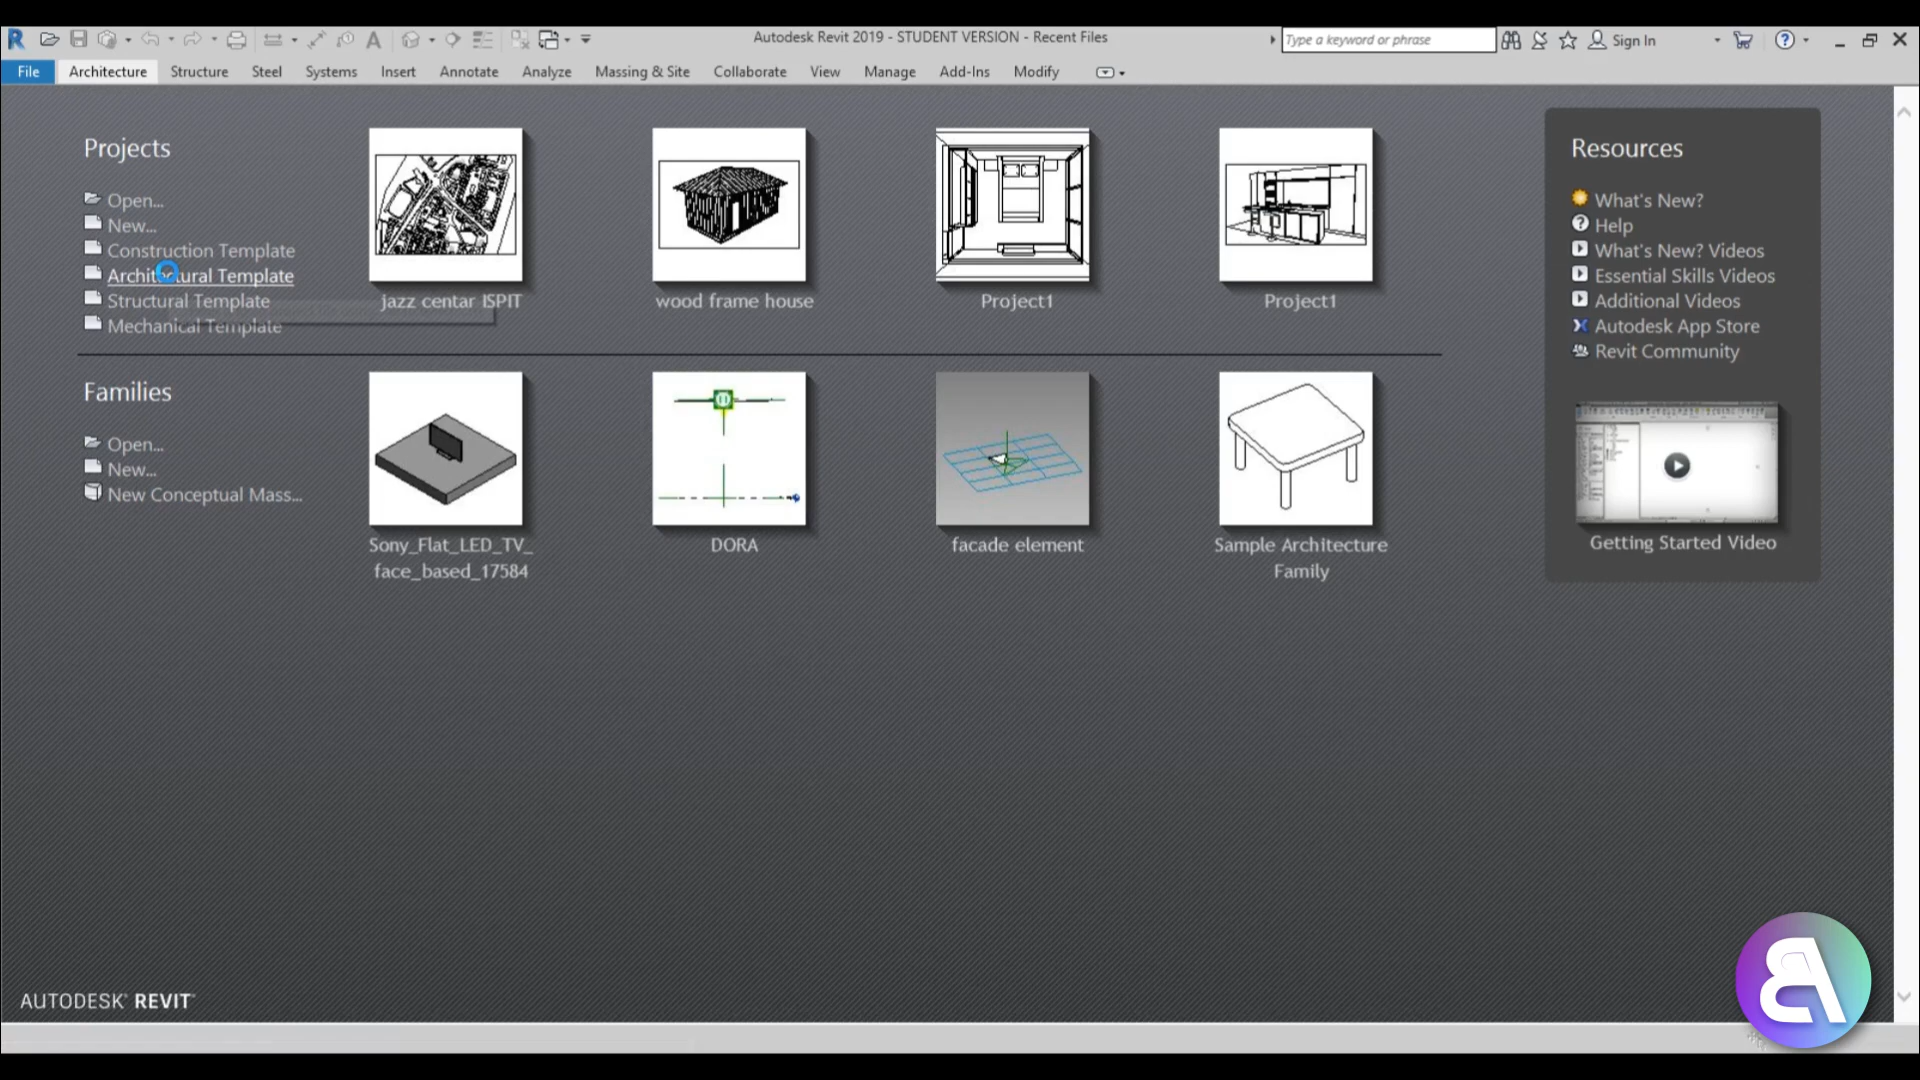 Autodesk Revit 2019 - STUDENT VERSION - Recent Files
Type a keyword or phrase
Sign In
File Architecture Structure Steel Systems Insert Annotate Analyze Massing & Site Collaborate View Manage Add-Ins Modify
Projects
Open...
New...
Construction Template
Architectural Template
Structural Template
Mechanical Template
jazz centar ISPIT
wood frame house
Project1
Project1
Families
Open...
New...
New Conceptual Mass...
Sony_Flat_LED_TV_
face_based_17584
DORA
facade element
Sample Architecture
Family
Resources
What's New?
Help
What's New? Videos
Essential Skills Videos
Additional Videos
Autodesk App Store
Revit Community
Getting Started Video
AUTODESK REVIT